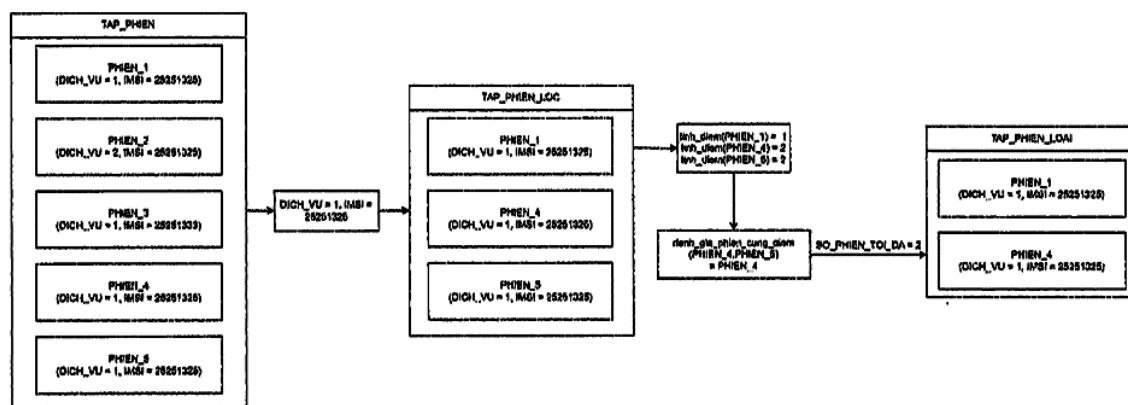 TAP_PHIEN
PHIEN_1
(DICH_VU = 1, IMSI = 25251325)
PHIEN_2
(DICH_VU = 2, IMSI = 25251325)
PHIEN_3
(DICH_VU = 1, IMSI = 25251333)
PHIEN_4
(DICH_VU = 1, IMSI = 25251325)
PHIEN_5
(DICH_VU = 1, IMSI = 25251325)
DICH_VU = 1, IMSI =
25251325
TAP_PHIEN_LOC
PHIEN_1
(DICH_VU = 1, IMSI = 25251325)
PHIEN_4
(DICH_VU = 1, IMSI = 25251325)
PHIEN_5
(DICH_VU = 1, IMSI = 25251325)
tinh_diem(PHIEN_1) = 1
tinh_diem(PHIEN_4) = 2
tinh_diem(PHIEN_5) = 2
danh_gia_phien_cung_diem
(PHIEN_4,PHIEN_5)
= PHIEN_4
SO_PHIEN_TOI_DA = 2
TAP_PHIEN_LOAI
PHIEN_1
(DICH_VU = 1, IMSI = 25251325)
PHIEN_4
(DICH_VU = 1, IMSI = 25251325)